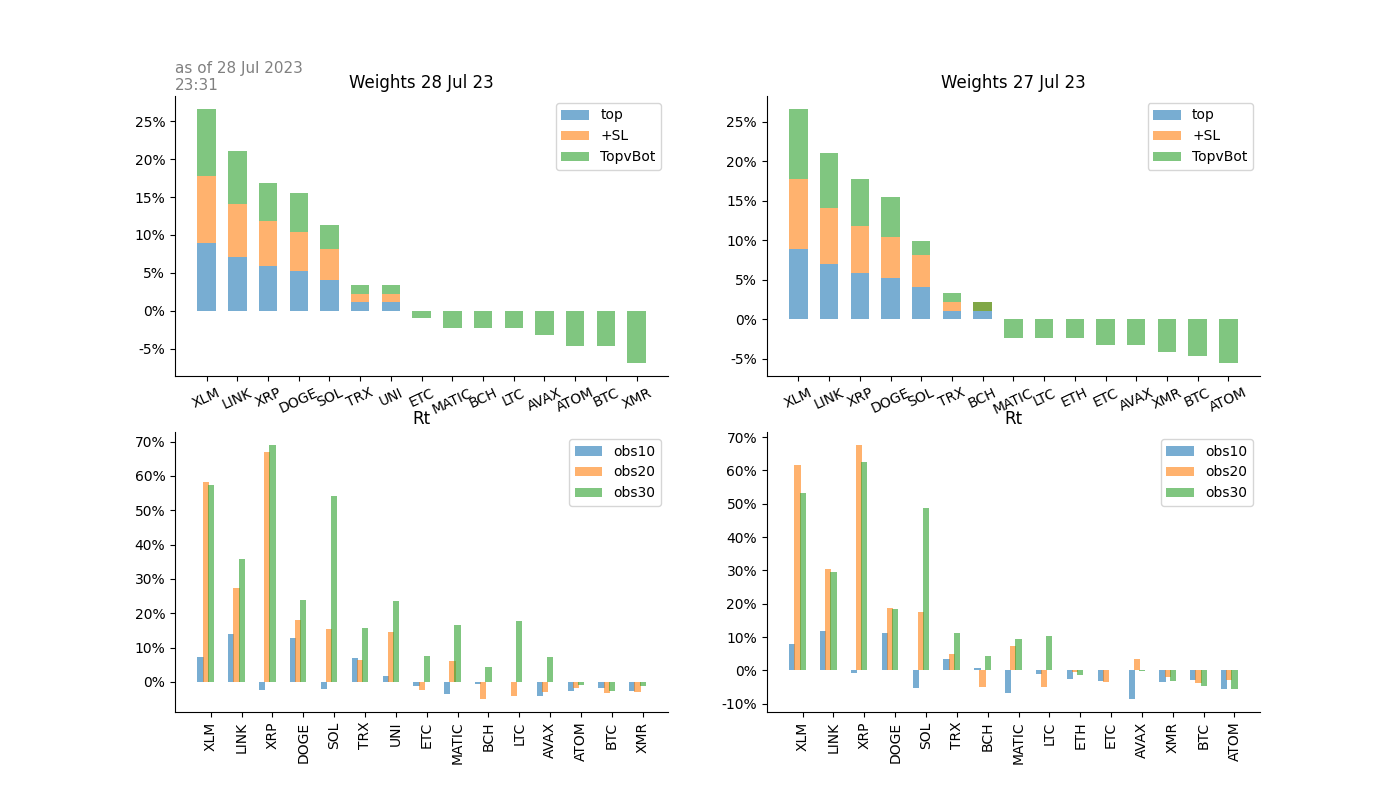 as of 28 Jul 2023
23:31
Weights 28 Jul 23
25%
20%
15%
10%
5%
0%
-5%
top
+SL
TopvBot
XLM LINK XRP DOGE SOL TRX UNI ETC MATIC BCH LTC AVAX ATOM BTC XMR
Weights 27 Jul 23
25%
20%
15%
10%
5%
0%
-5%
top
+SL
TopvBot
XLM LINK XRP DOGE SOL TRX BCH MATIC LTC ETH ETC AVAX XMR BTC ATOM
Rt
70%
60%
50%
40%
30%
20%
10%
0%
obs10
obs20
obs30
XLM LINK XRP DOGE SOL TRX UNI ETC MATIC BCH LTC AVAX ATOM BTC XMR
Rt
70%
60%
50%
40%
30%
20%
10%
0%
-10%
obs10
obs20
obs30
XLM LINK XRP DOGE SOL TRX BCH MATIC LTC ETH ETC AVAX XMR BTC ATOM